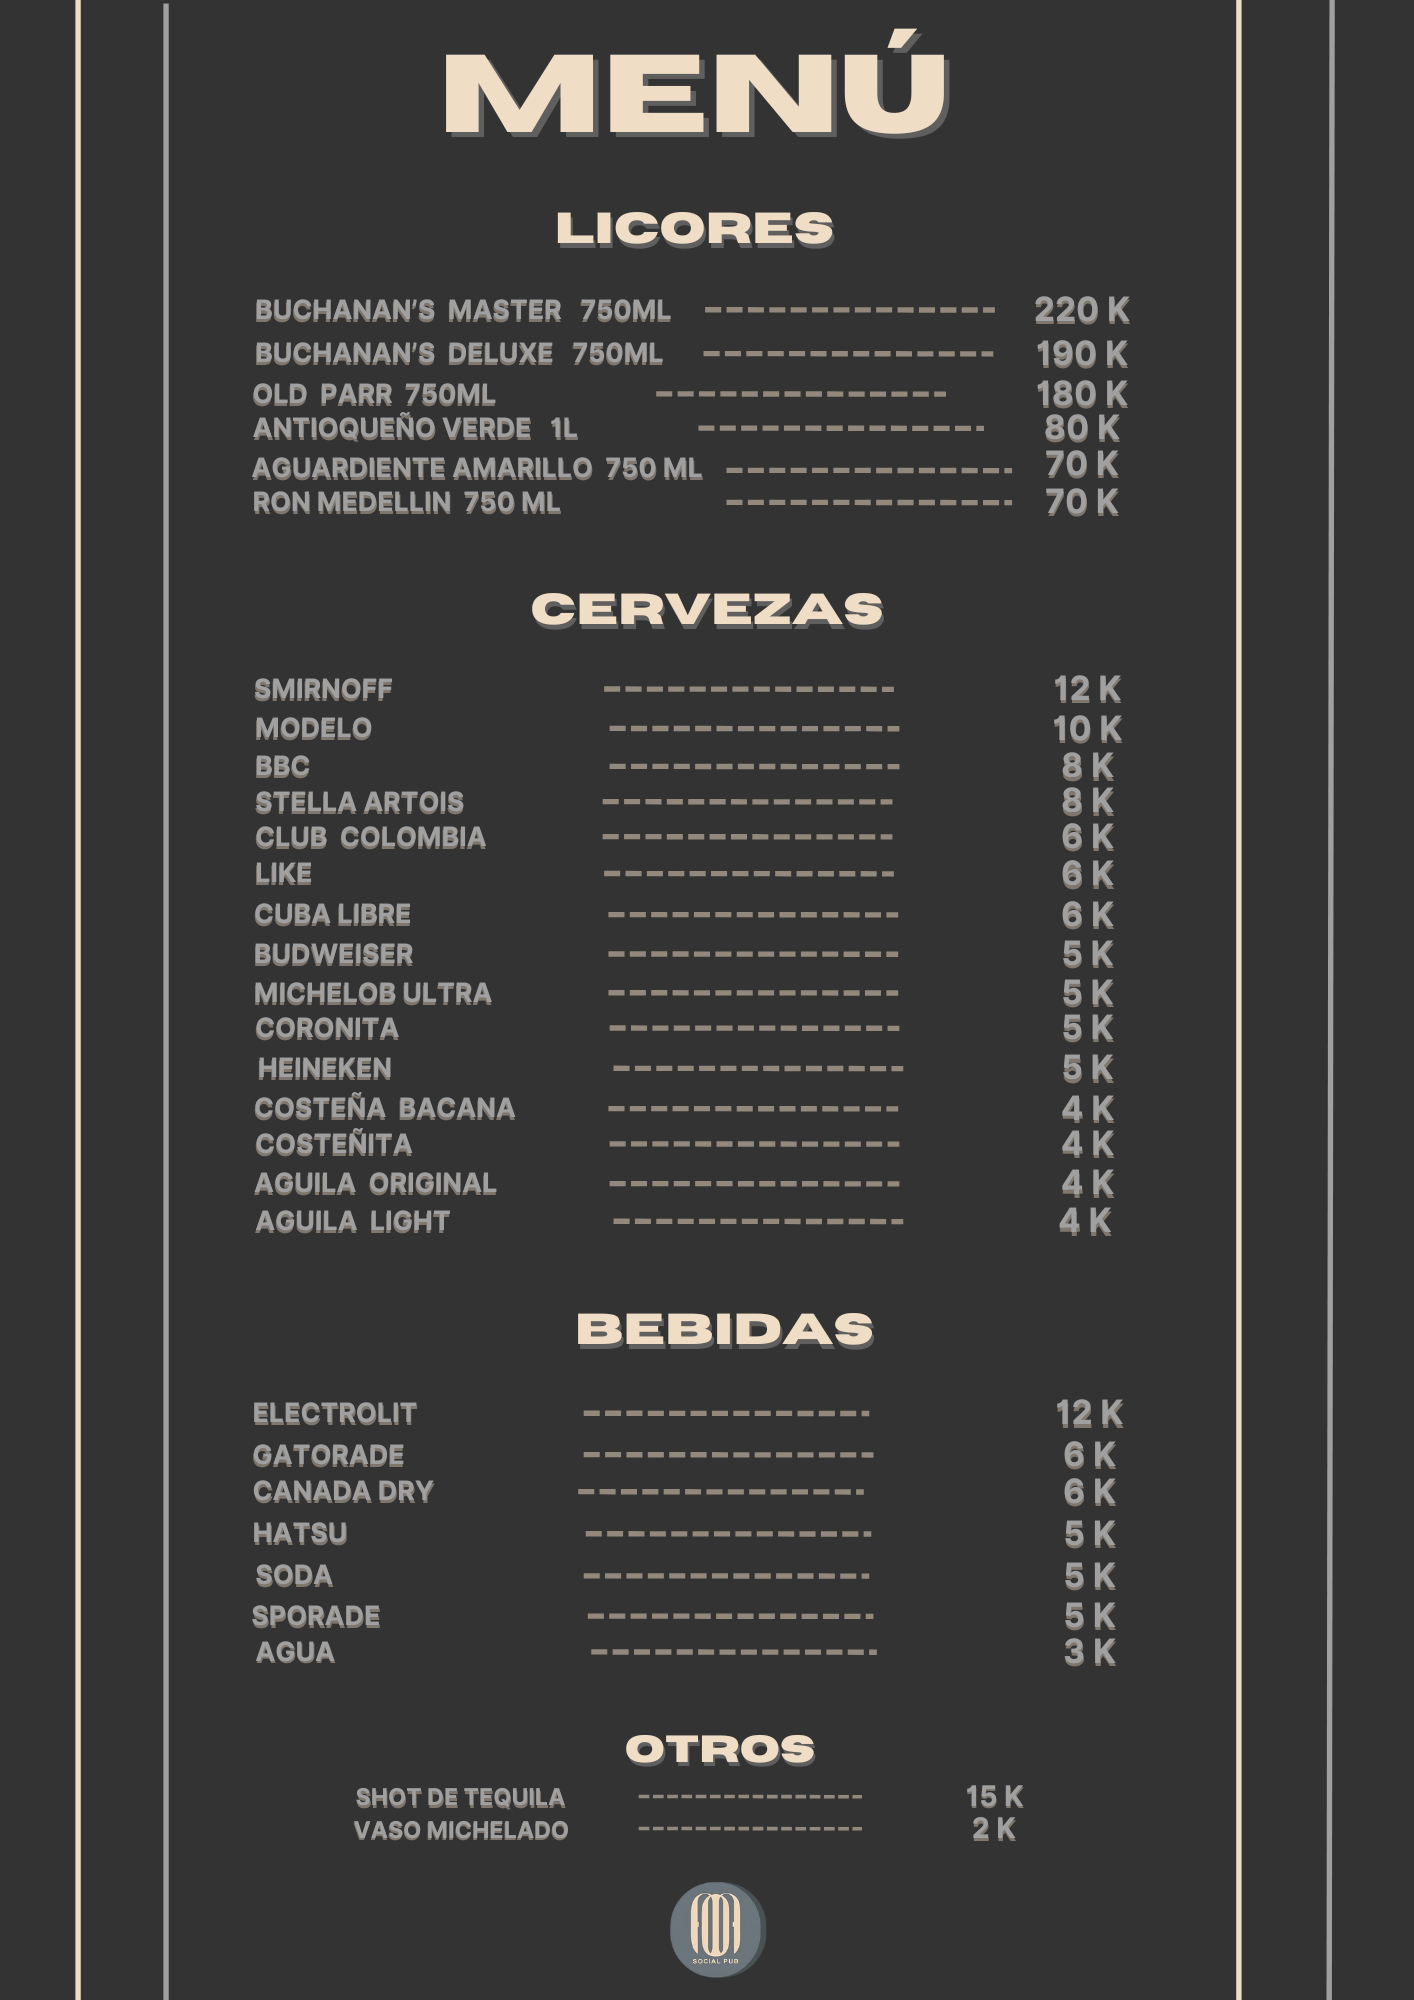 MENÚ
LICORES
BUCHANAN'S MASTER 750ML 220 K
BUCHANAN'S DELUXE 750ML 190 K
OLD PARR 750ML 180 K
ANTIOQUEÑO VERDE 1L 80 K
AGUARDIENTE AMARILLO 750 ML 70 K
RON MEDELLIN 750 ML 70 K
CERVEZAS
SMIRNOFF 12 K
MODELO 10 K
BBC 8 K
STELLA ARTOIS 8 K
CLUB COLOMBIA 6 K
LIKE 6 K
CUBA LIBRE 6 K
BUDWEISER 5 K
MICHELOB ULTRA 5 K
CORONITA 5 K
HEINEKEN 5 K
COSTEÑA BACANA 4 K
COSTEÑITA 4 K
AGUILA ORIGINAL 4 K
AGUILA LIGHT 4 K
BEBIDAS
ELECTROLIT 12 K
GATORADE 6 K
CANADA DRY 6 K
HATSU 5 K
SODA 5 K
SPORADE 5 K
AGUA 3 K
OTROS
SHOT DE TEQUILA 15 K
VASO MICHELADO 2 K
SOCIAL PUB